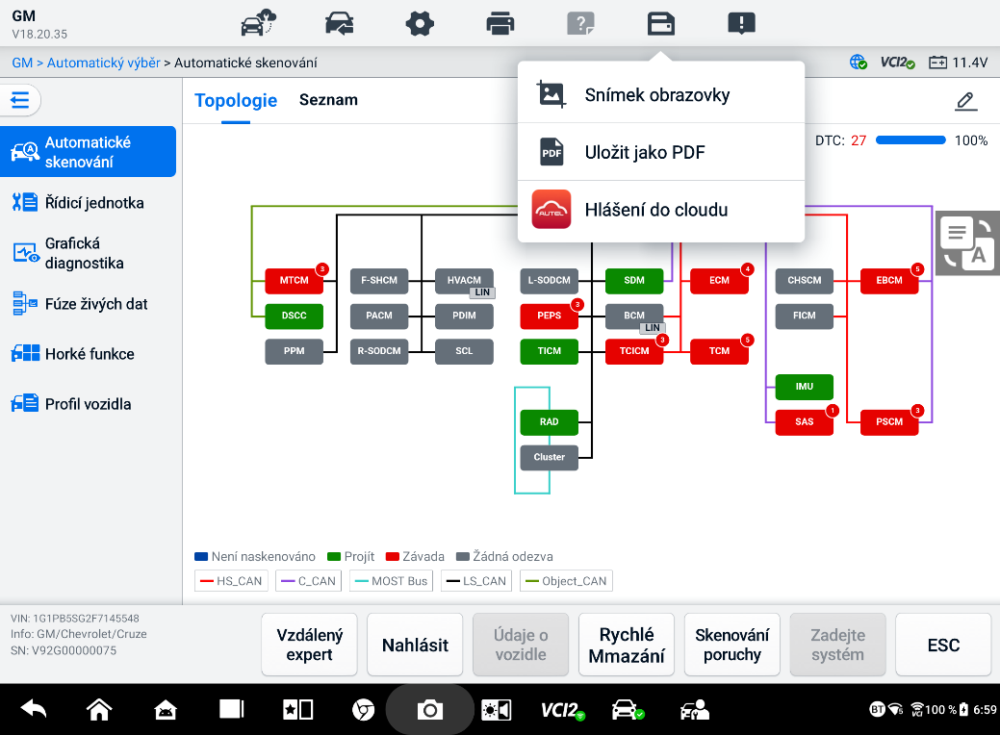 GM
V18.20.35
GM > Automatický výběr > Automatické skenování
VCI2
11.4V
Snímek obrazovky
PDF
Uložit jako PDF
AUTEL
Hlášení do cloudu
Topologie
Seznam
DTC: 27
100%
Automatické
skenování
Řídicí jednotka
Grafická
diagnostika
Fúze živých dat
Horké funkce
Profil vozidla
A
MTCM
3
F-SHCM
HVACM
LIN
L-SODCM
SDM
ECM
4
CHSCM
EBCM
5
DSCC
PACM
PDIM
PEPS
3
BCM
LIN
FICM
PPM
R-SODCM
SCL
TICM
TCICM
3
TCM
5
IMU
RAD
SAS
1
PSCM
3
Cluster
Není naskenováno
Projít
Závada
Žádná odezva
HS_CAN
C_CAN
MOST Bus
LS_CAN
Object_CAN
VIN: 1G1PB5SG2F7145548
Info: GM/Chevrolet/Cruze
SN: V92G00000075
Vzdálený
expert
Nahlásit
Údaje o
vozidle
Rychlé
Mmazání
Skenování
poruchy
Zadejte
systém
ESC
VCI2
BT
5
VG
100 %
6:59